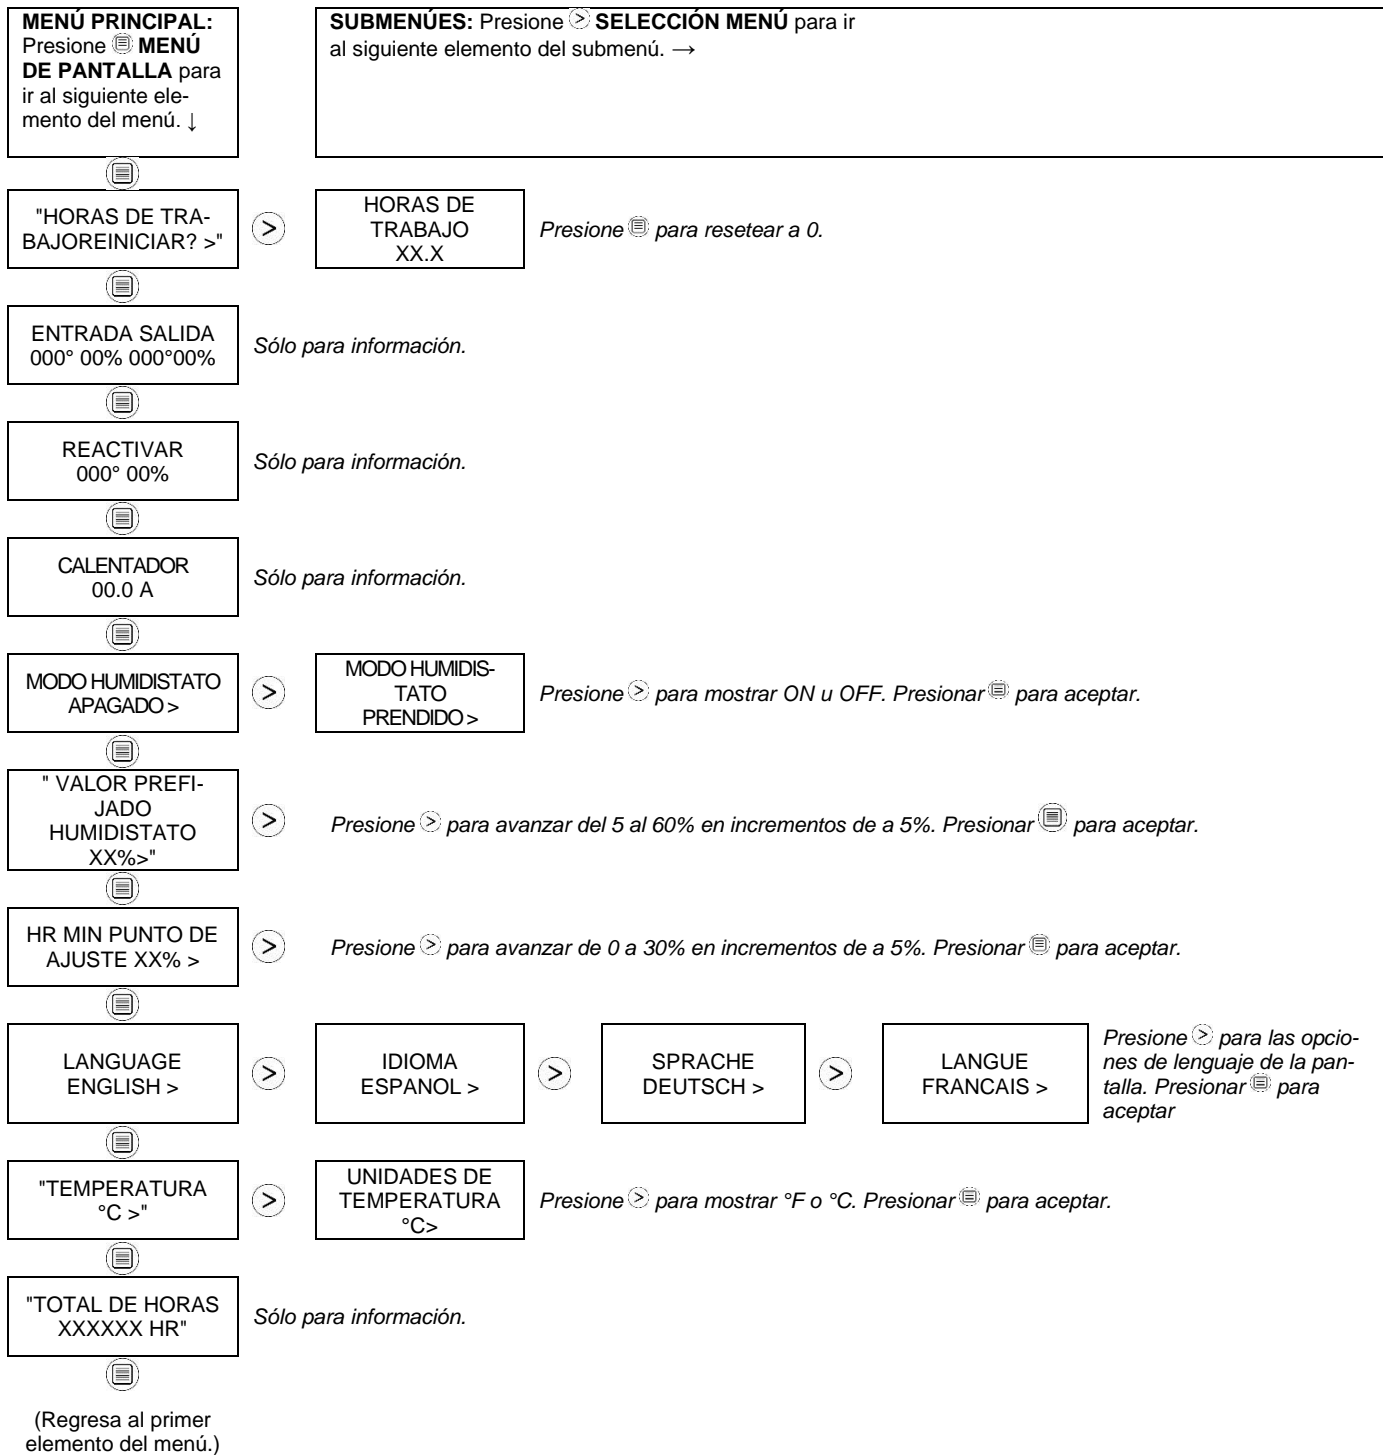 MENÚ PRINCIPAL:
Presione MENÚ
DE PANTALLA para
ir al siguiente ele-
mento del menú. ↓
SUBMENÚES: Presione > SELECCIÓN MENÚ para ir
al siguiente elemento del submenú. →
"HORAS DE TRA-
BAJOREINICIAR? >"
>
HORAS DE
TRABAJO
XX.X
Presione para resetear a 0.
ENTRADA SALIDA
000° 00% 000°00%
Sólo para información.
REACTIVAR
000° 00%
Sólo para información.
CALENTADOR
00.0 A
Sólo para información.
MODO HUMIDISTATO
APAGADO >
>
MODO HUMIDIS-
TATO
PRENDIDO >
Presione > para mostrar ON u OFF. Presionar para aceptar.
" VALOR PREFI-
JADO
HUMIDISTATO
XX%>"
>
Presione > para avanzar del 5 al 60% en incrementos de a 5%. Presionar para aceptar.
HR MIN PUNTO DE
AJUSTE XX% >
>
Presione > para avanzar de 0 a 30% en incrementos de a 5%. Presionar para aceptar.
LANGUAGE
ENGLISH >
>
IDIOMA
ESPANOL >
>
SPRACHE
DEUTSCH >
>
LANGUE
FRANCAIS >
Presione > para las opcio-
nes de lenguaje de la pan-
talla. Presionar para
aceptar
"TEMPERATURA
°C >"
>
UNIDADES DE
TEMPERATURA
°C>
Presione > para mostrar °F o °C. Presionar para aceptar.
"TOTAL DE HORAS
XXXXXX HR"
Sólo para información.
(Regresa al primer
elemento del menú.)